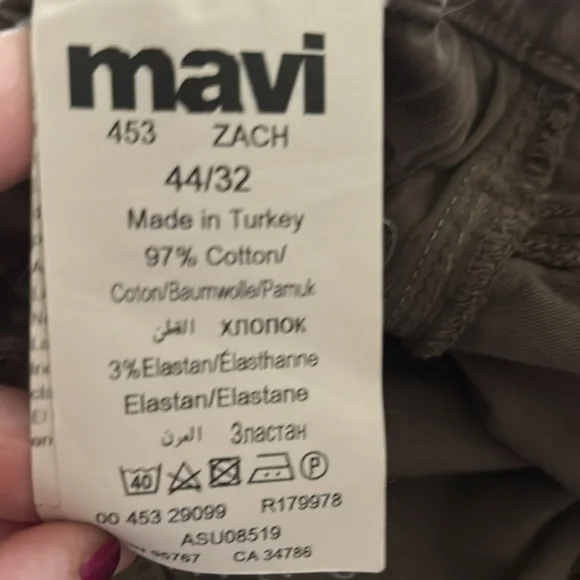 mavi
453 ZACH
44/32
Made in Turkey
97% Cotton/
Coton/Baumwolle/Pamuk
القطن хлопок
3%Elastan/Élasthanne
Elastan/Elastane
Эластан
40 P
00 453 29099 R179978
ASU08519
CA 34786